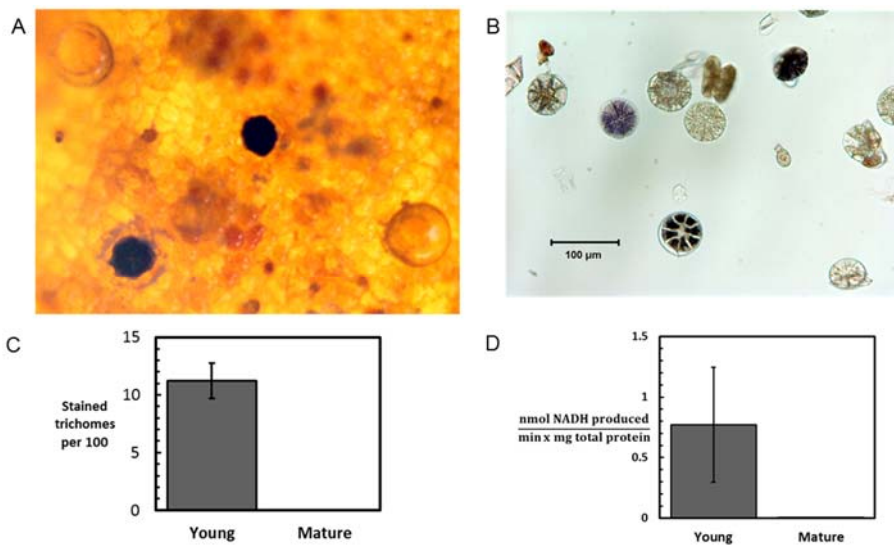 A
B
100 µm
C
15
10
5
0
Stained
trichomes
per 100
Young Mature
D
1.5
1
0.5
0
nmol NADH produced
min x mg total protein
Young Mature